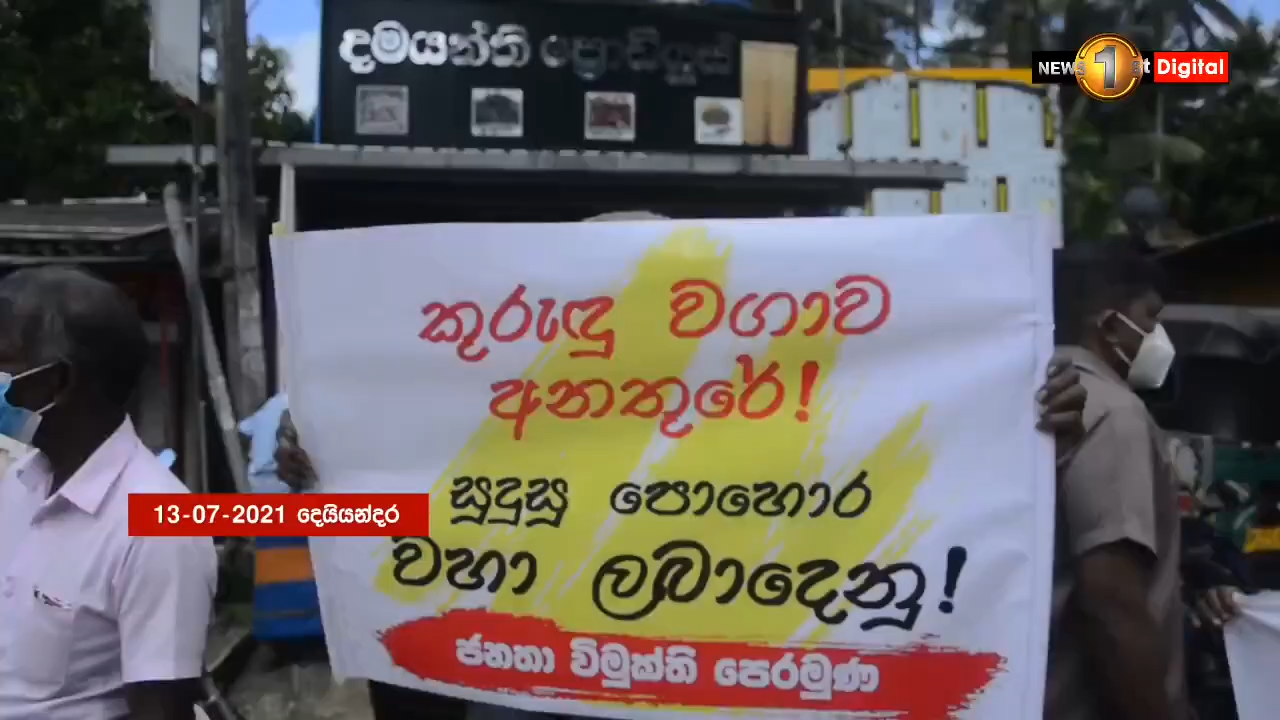 දමයන්ති ප්‍රොඩියුස්
NEWS 1st Digital
කුරුඳු වගාව
අනතුරේ!
සුදුසු පොහොර
වහා ලබාදෙනු!
ජනතා විමුක්ති පෙරමුණ
13-07-2021 දෙයියන්දර